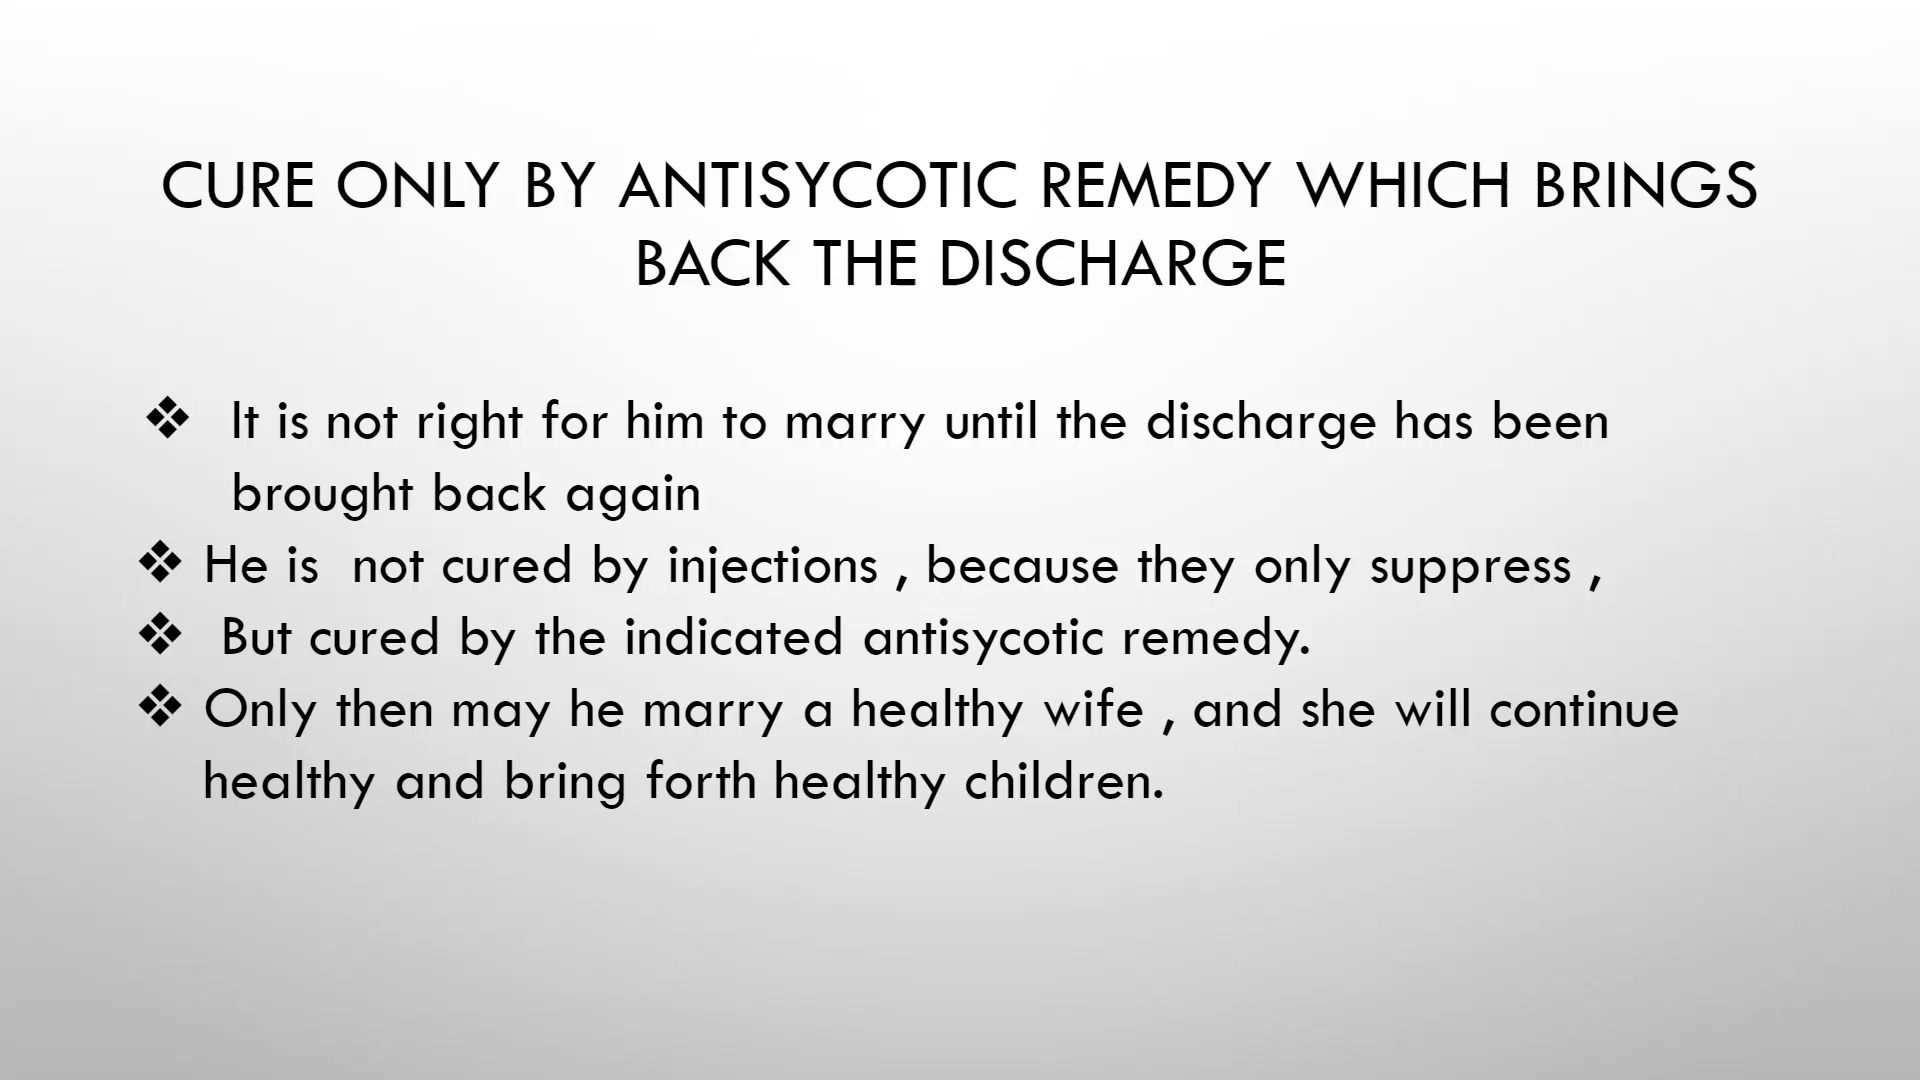 CURE ONLY BY ANTISYCOTIC REMEDY WHICH BRINGS
BACK THE DISCHARGE
❖ It is not right for him to marry until the discharge has been
brought back again
❖ He is  not cured by injections , because they only suppress ,
❖ But cured by the indicated antisycotic remedy.
❖ Only then may he marry a healthy wife , and she will continue
healthy and bring forth healthy children.